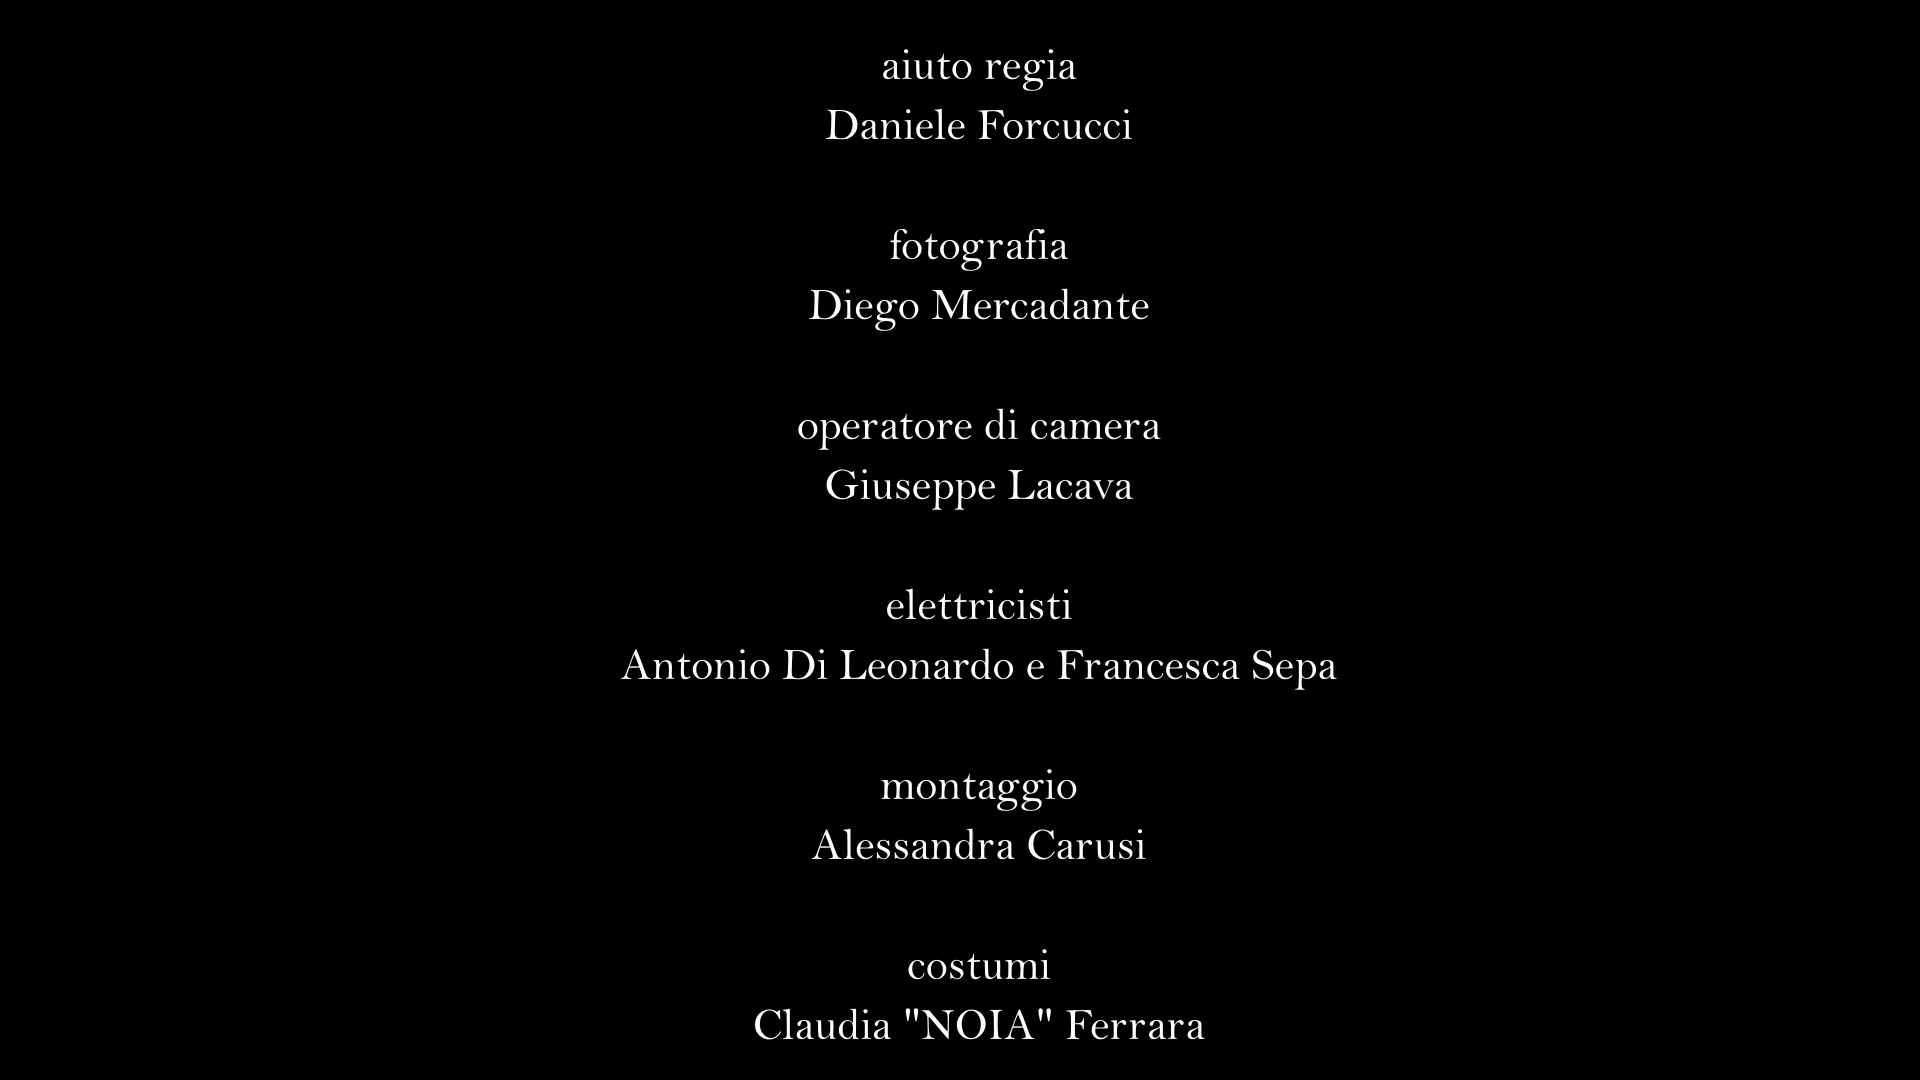 aiuto regia
Daniele Forcucci
fotografia
Diego Mercadante
operatore di camera
Giuseppe Lacava
elettricisti
Antonio Di Leonardo e Francesca Sepa
montaggio
Alessandra Carusi
costumi
Claudia "NOIA" Ferrara